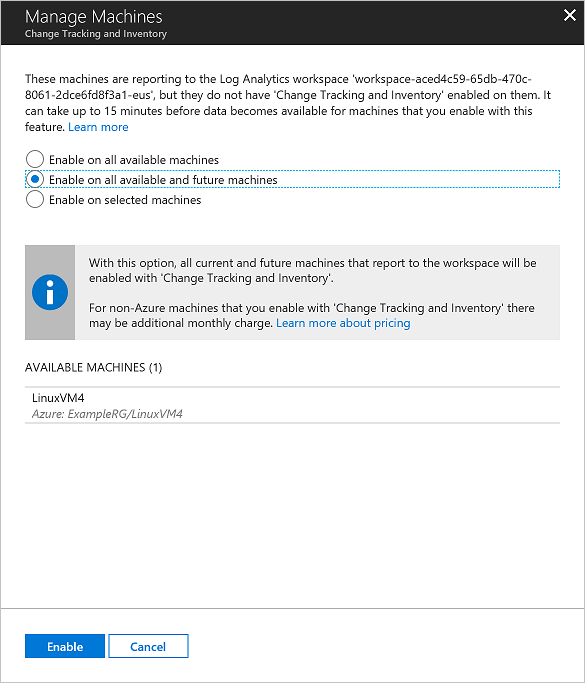 Manage Machines
Change Tracking and Inventory
These machines are reporting to the Log Analytics workspace 'workspace-aced4c59-65db-470c-
8061-2dce6fd8f3a1-eus', but they do not have 'Change Tracking and Inventory' enabled on them. It
can take up to 15 minutes before data becomes available for machines that you enable with this
feature. Learn more
Enable on all available machines
Enable on all available and future machines
Enable on selected machines
With this option, all current and future machines that report to the workspace will be
enabled with 'Change Tracking and Inventory'.
For non-Azure machines that you enable with 'Change Tracking and Inventory' there
may be additional monthly charge. Learn more about pricing
AVAILABLE MACHINES (1)
LinuxVM4
Azure: ExampleRG/LinuxVM4
Enable
Cancel